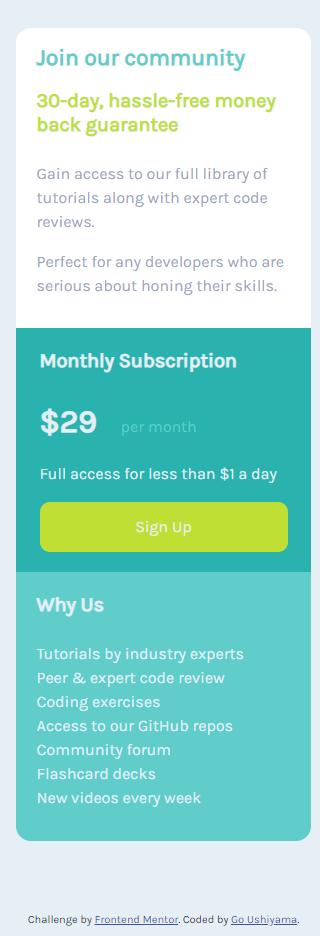 Join our community
30-day, hassle-free money
back guarantee
Gain access to our full library of
tutorials along with expert code
reviews.
Perfect for any developers who are
serious about honing their skills.
Monthly Subscription
$29 per month
Full access for less than $1 a day
Sign Up
Why Us
Tutorials by industry experts
Peer & expert code review
Coding exercises
Access to our GitHub repos
Community forum
Flashcard decks
New videos every week
Challenge by Frontend Mentor. Coded by Go Ushiyama.